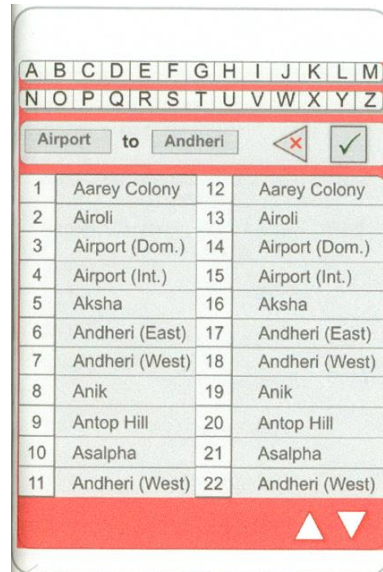 A B C D E F G H I J K L M
N O P Q R S T U V W X Y Z
Airport to Andheri
1 Aarey Colony 12 Aarey Colony
2 Airoli 13 Airoli
3 Airport (Dom.) 14 Airport (Dom.)
4 Airport (Int.) 15 Airport (Int.)
5 Aksha 16 Aksha
6 Andheri (East) 17 Andheri (East)
7 Andheri (West) 18 Andheri (West)
8 Anik 19 Anik
9 Antop Hill 20 Antop Hill
10 Asalpha 21 Asalpha
11 Andheri (West) 22 Andheri (West)